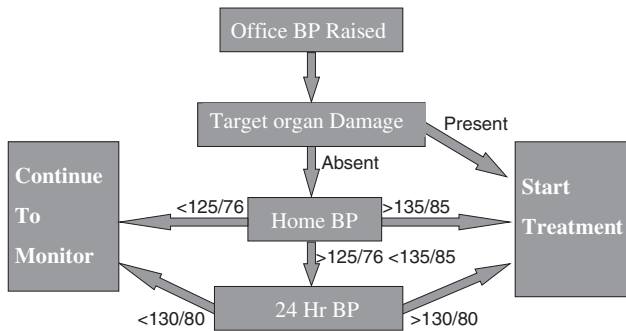 Office BP Raised
Target organ Damage
Present
Absent
Continue
To
Monitor
<125/76
Home BP
>135/85
Start
Treatment
>125/76 <135/85
<130/80
24 Hr BP
>130/80